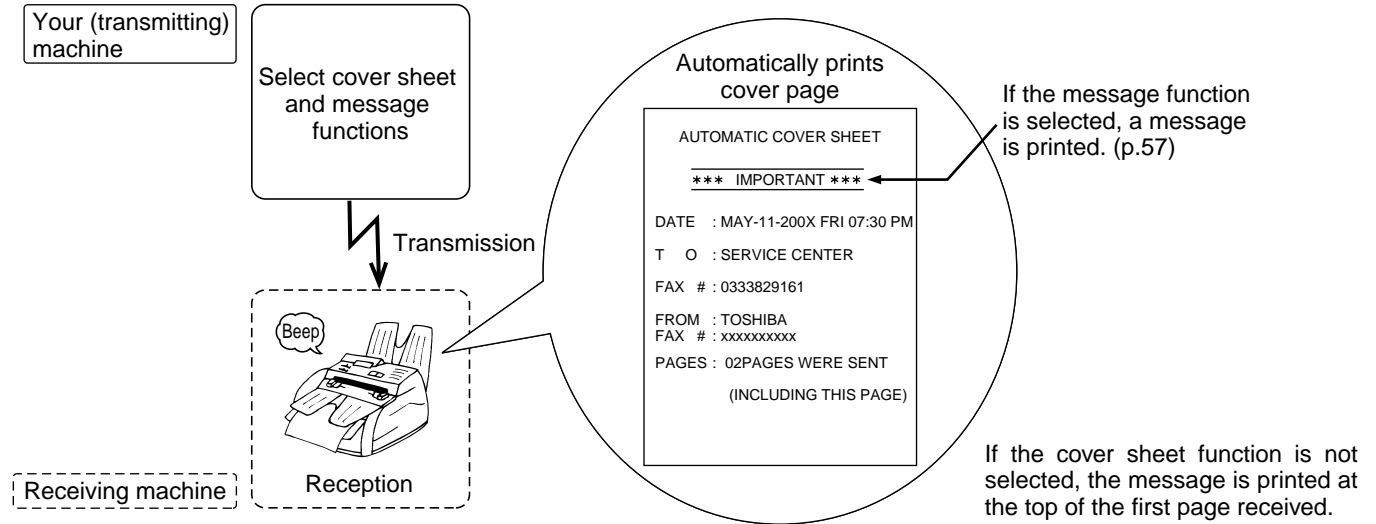 Your (transmitting)
machine
Select cover sheet
and message
functions
Transmission
Beep
Reception
Receiving machine
Automatically prints
cover page
AUTOMATIC COVER SHEET
*** IMPORTANT ***
DATE : MAY-11-200X FRI 07:30 PM
T O : SERVICE CENTER
FAX # : 0333829161
FROM : TOSHIBA
FAX # : xxxxxxxxxx
PAGES : 02PAGES WERE SENT
(INCLUDING THIS PAGE)
If the message function
is selected, a message
is printed. (p.57)
If the cover sheet function is not
selected, the message is printed at
the top of the first page received.